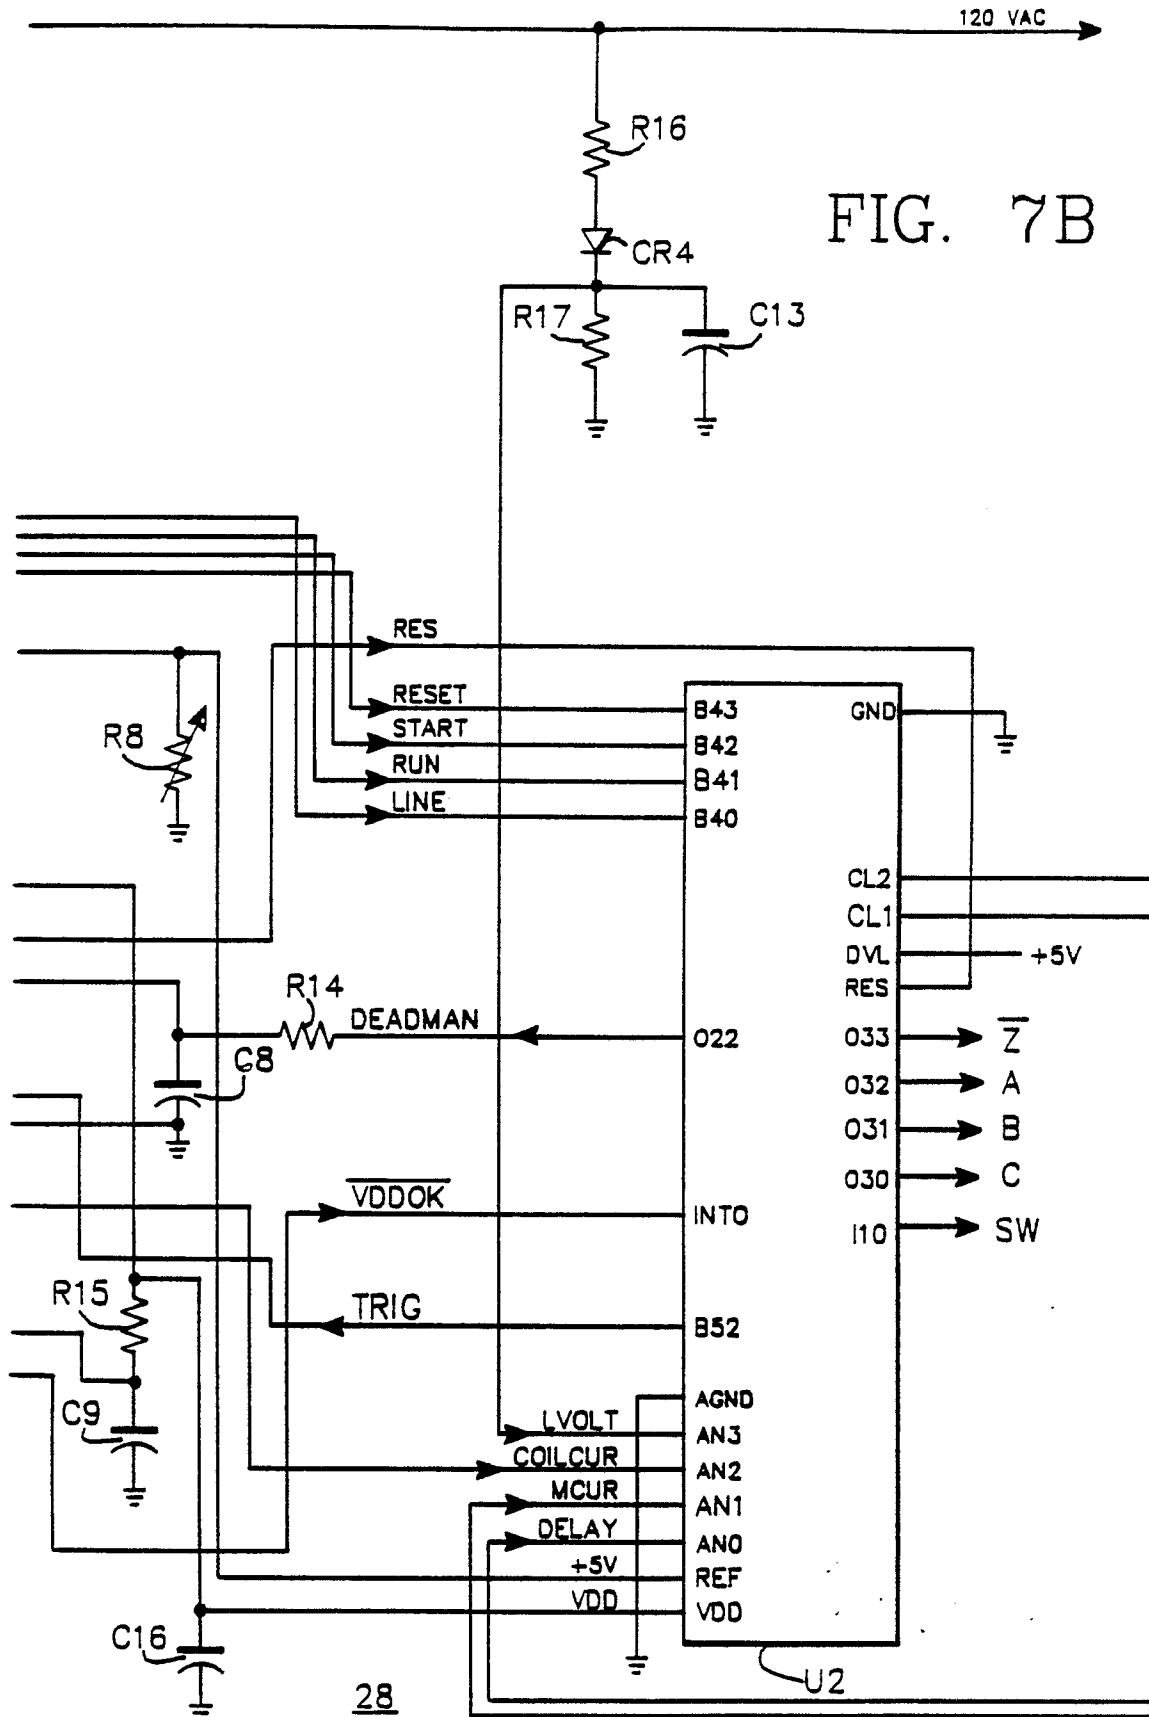 120 VAC
R16
FIG. 7B
CR4
R17
C13
RES
RESET
B43
GND
START
B42
R8
RUN
B41
LINE
B40
CL2
CL1
DVL
+5V
RES
R14
DEADMAN
O22
O33
Z̅
C8
O32
A
O31
B
O30
C
V̅D̅D̅O̅K̅
INT0
I10
SW
R15
TRIG
B52
AGND
C9
LVOLT
AN3
COILCUR
AN2
MCUR
AN1
DELAY
AN0
+5V
REF
VDD
VDD
C16
U2
28